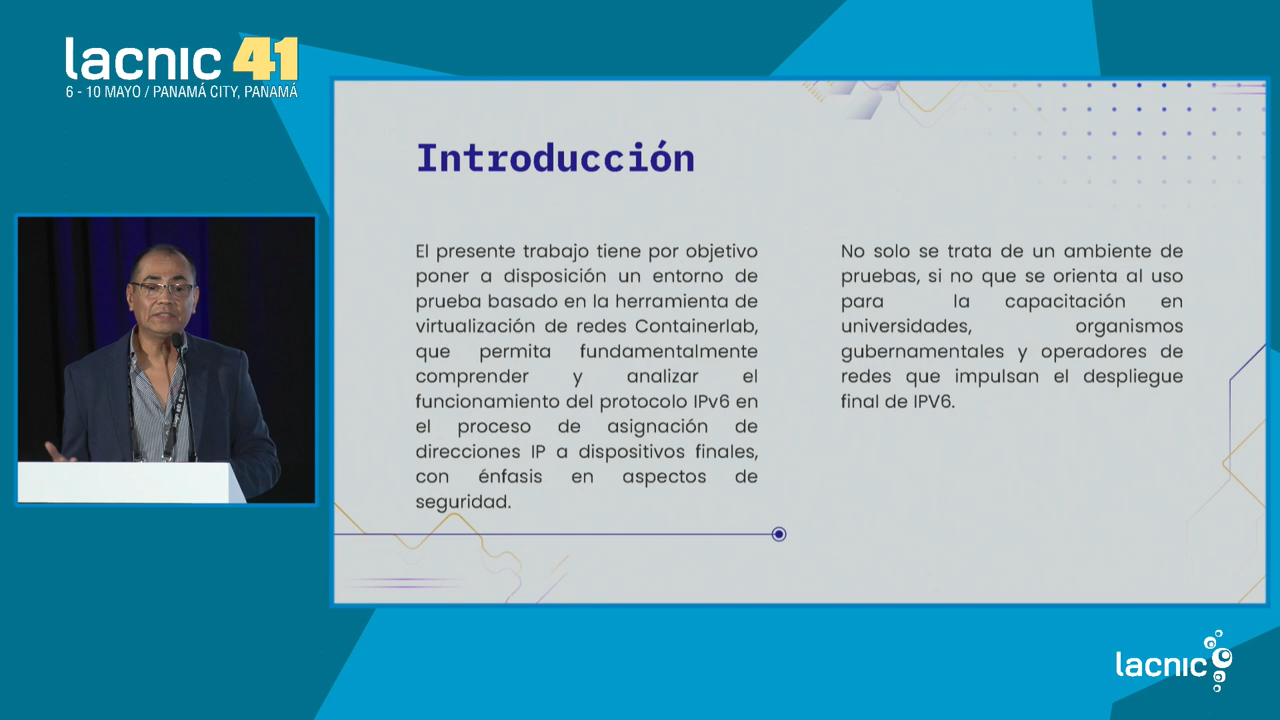 lacnic 41
6 - 10 MAYO / PANAMÁ CITY, PANAMÁ
Introducción
El presente trabajo tiene por objetivo
poner a disposición un entorno de
prueba basado en la herramienta de
virtualización de redes Containerlab,
que permita fundamentalmente
comprender y analizar el
funcionamiento del protocolo IPv6 en
el proceso de asignación de
direcciones IP a dispositivos finales,
con énfasis en aspectos de
seguridad.
No solo se trata de un ambiente de
pruebas, si no que se orienta al uso
para la capacitación en
universidades, organismos
gubernamentales y operadores de
redes que impulsan el despliegue
final de IPV6.
lacnic